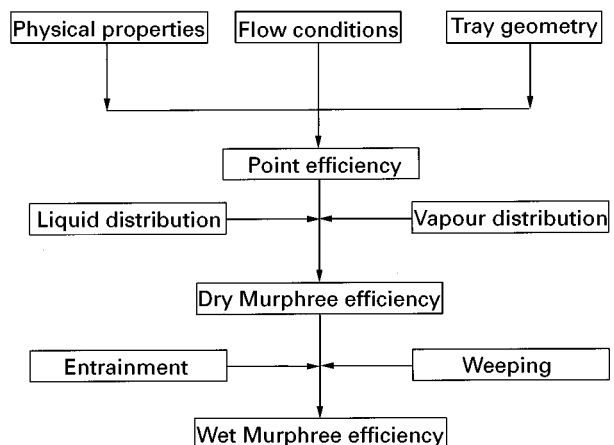 Physical properties
Flow conditions
Tray geometry
Point efficiency
Liquid distribution
Vapour distribution
Dry Murphree efficiency
Entrainment
Weeping
Wet Murphree efficiency